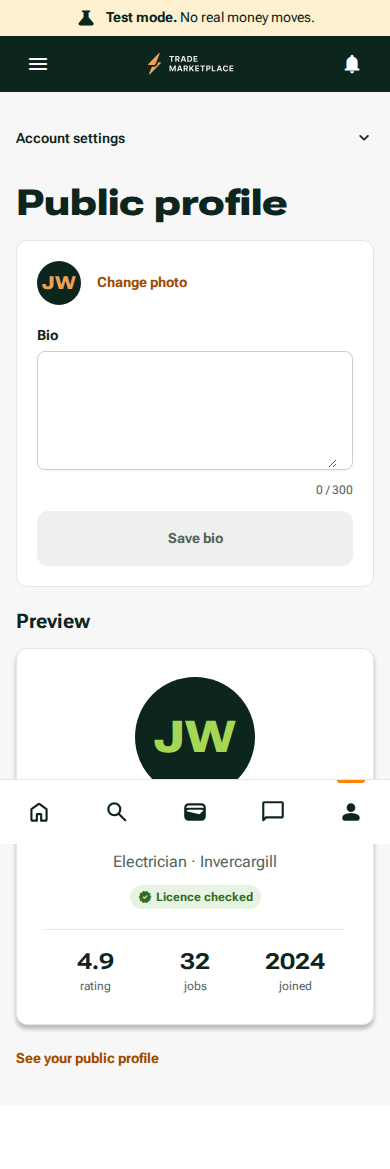 Test mode. No real money moves.
TRADE
MARKETPLACE
Account settings
Public profile
JW
Change photo
Bio
0 / 300
Save bio
Preview
JW
Electrician · Invercargill
Licence checked
4.9
32
2024
rating
jobs
joined
See your public profile